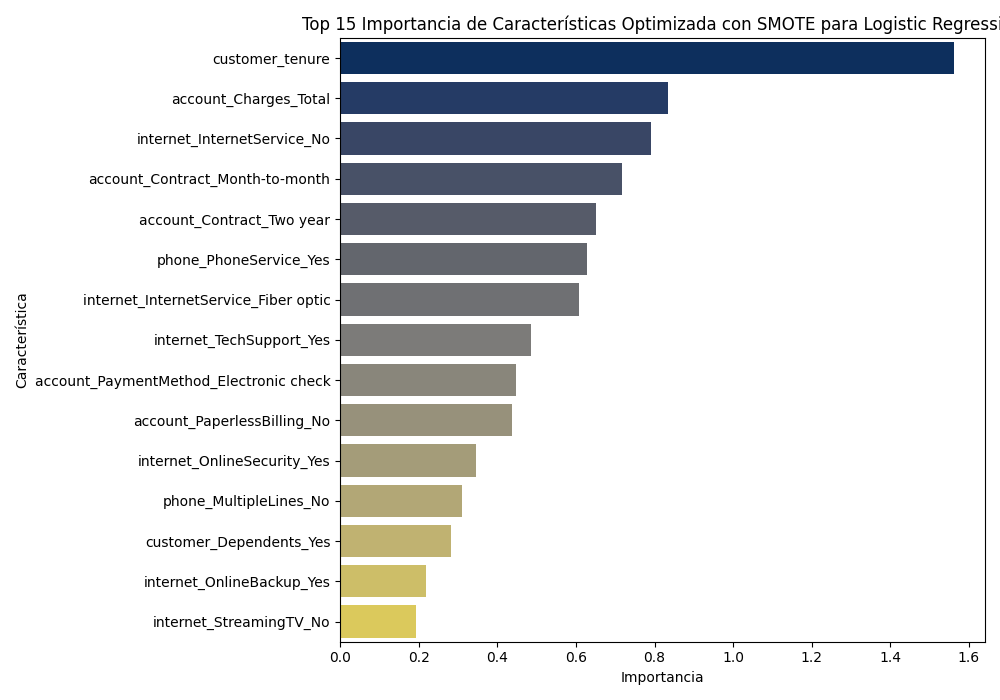 Top 15 Importancia de Características Optimizada con SMOTE para Logistic Regressi
customer_tenure
account_Charges_Total
internet_InternetService_No
account_Contract_Month-to-month
account_Contract_Two year
phone_PhoneService_Yes
internet_InternetService_Fiber optic
internet_TechSupport_Yes
account_PaymentMethod_Electronic check
account_PaperlessBilling_No
internet_OnlineSecurity_Yes
phone_MultipleLines_No
customer_Dependents_Yes
internet_OnlineBackup_Yes
internet_StreamingTV_No
Característica
0.0 0.2 0.4 0.6 0.8 1.0 1.2 1.4 1.6
Importancia